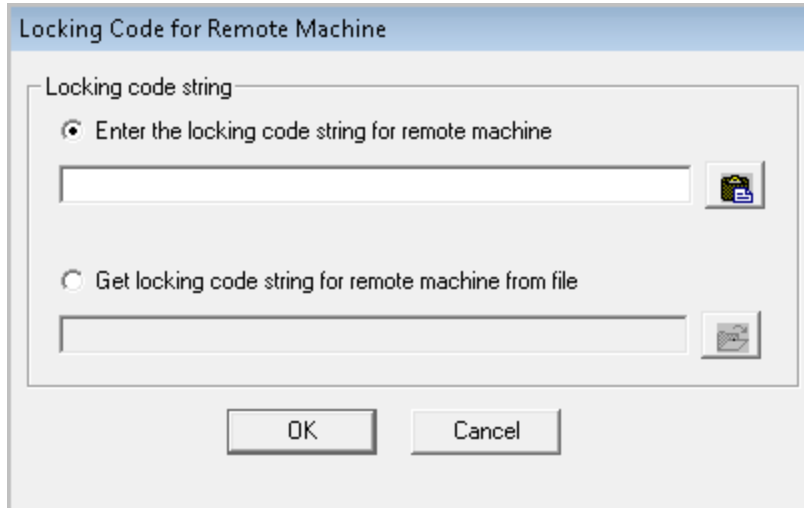 Locking Code for Remote Machine
Locking code string
Enter the locking code string for remote machine
Get locking code string for remote machine from file
OK
Cancel